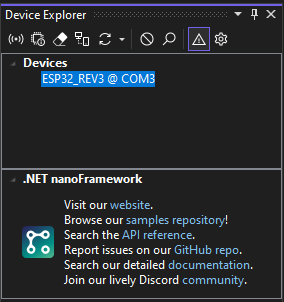 Device Explorer
Devices
ESP32_REV3 @ COM3
.NET nanoFramework
Visit our website.
Browse our samples repository!
Search the API reference.
Report issues on our GitHub repo.
Search our detailed documentation.
Join our lively Discord community.